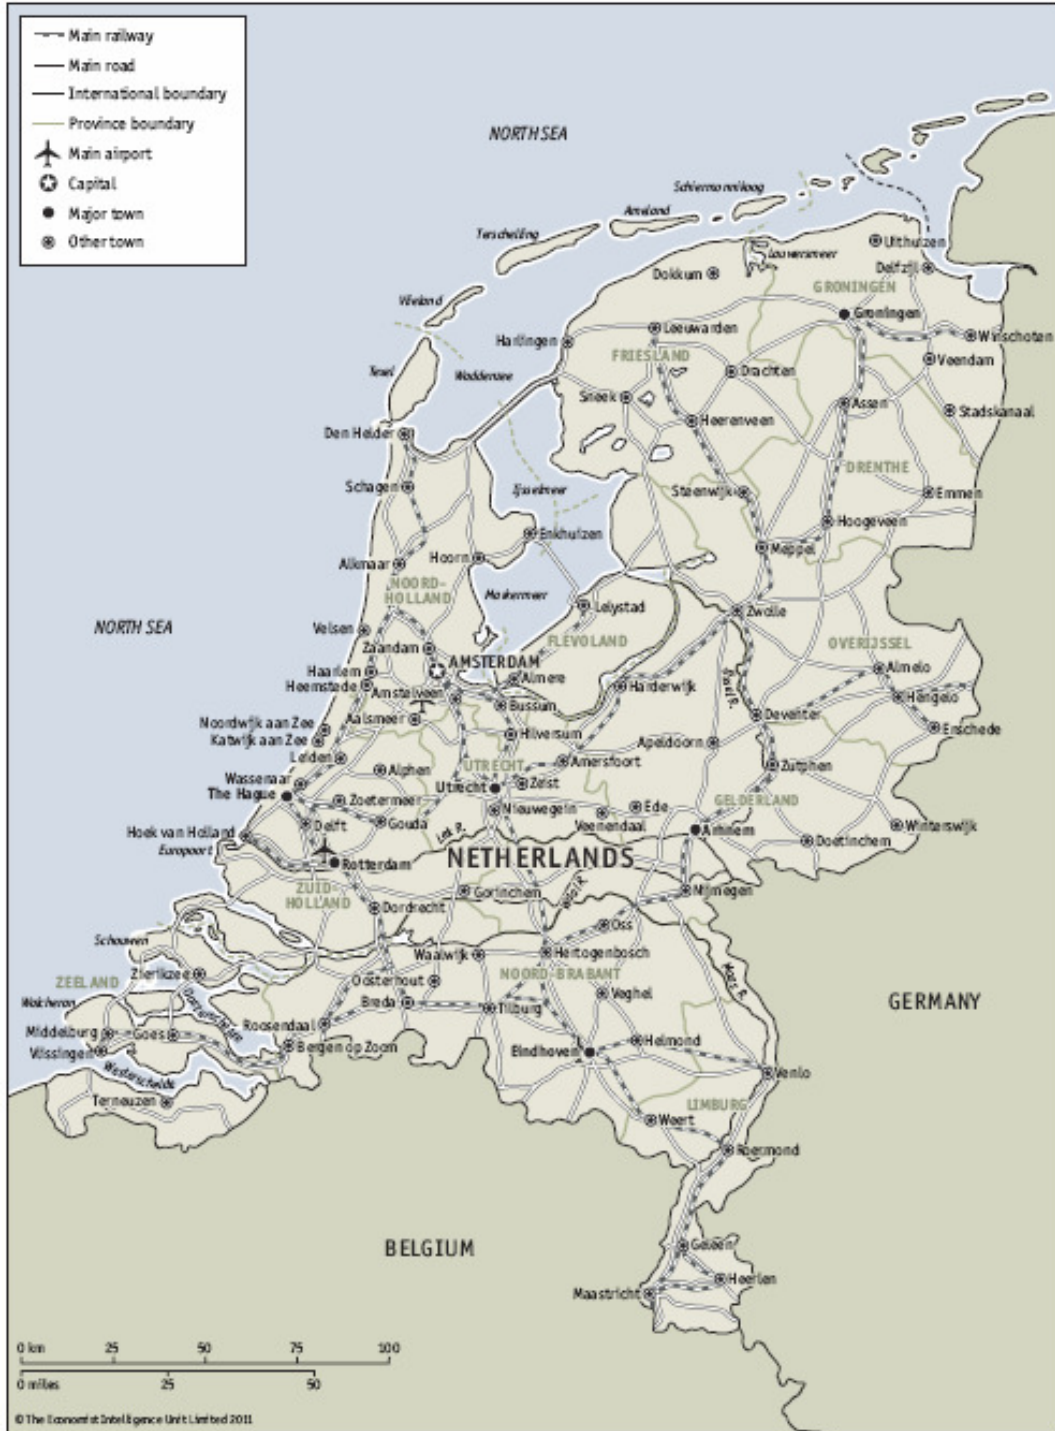 Main railway
Main road
International boundary
Province boundary
Main airport
Capital
Major town
Other town
NORTH SEA
Schiermonnikoog
Ameland
Terschelling
Uithuizen
Lauwersmeer
Delfzijl
Dokkum
GRONINGEN
Vlieland
Groningen
Leeuwarden
Winschoten
Harlingen
FRIESLAND
Veendam
Texel
Waddensee
Drachten
Sneek
Assen
Stadskanaal
Heerenveen
Den Helder
DRENTHE
Schagen
Ijsselmeer
Steenwijk
Emmen
Hoogeveen
Enkhuizen
Meppel
Alkmaar
Hoorn
NOORD-
HOLLAND
Markermeer
Lelystad
Zwolle
NORTH SEA
Velsen
FLEVOLAND
OVERIJSSEL
Zaandam
AMSTERDAM
Almelo
Haarlem
Almere
Heemstede
Amstelveen
Harderwijk
IJssel R.
Hengelo
Bussum
Noordwijk aan Zee
Aalsmeer
Deventer
Enschede
Katwijk aan Zee
Hilversum
Apeldoorn
Leiden
Alphen
UTRECHT
Amersfoort
Zutphen
Wassenaar
Utrecht
Zeist
The Hague
Zoetermeer
Nieuwegein
Ede
GELDERLAND
Delft
Gouda
Veenendaal
Arnhem
Winterswijk
Hoek van Holland
Lek R.
Doetinchem
Europoort
Rotterdam
NETHERLANDS
ZUID-
HOLLAND
Gorinchem
Waal R.
Nijmegen
Dordrecht
Oss
Schouwen
Waalwijk
Hertogenbosch
Maas R.
ZEELAND
Zierikzee
Oosterhout
NOORD-BRABANT
Walcheren
Breda
Tilburg
Veghel
GERMANY
Middelburg
Goes
Roosendaal
Vlissingen
Bergen op Zoom
Eindhoven
Helmond
Westerschelde
Venlo
Terneuzen
LIMBURG
Weert
Roermond
BELGIUM
Geleen
Heerlen
Maastricht
0 km 25 50 75 100
0 miles 25 50
© The Economist Intelligence Unit Limited 2011